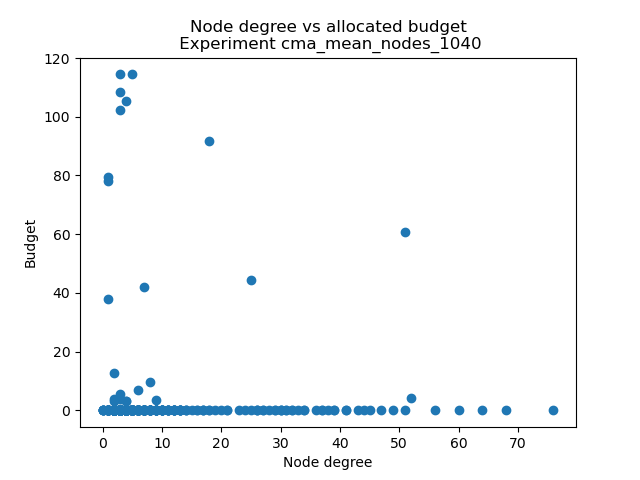 Node degree vs allocated budget
Experiment cma_mean_nodes_1040
120
100
80
60
40
20
0
Budget
0 10 20 30 40 50 60 70
Node degree